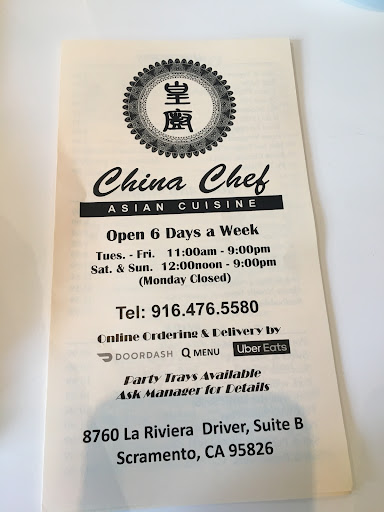 皇廚
China Chef
ASIAN CUISINE
Open 6 Days a Week
Tues. - Fri. 11:00am - 9:00pm
Sat. & Sun. 12:00noon - 9:00pm
(Monday Closed)
Tel: 916.476.5580
Online Ordering & Delivery by
DOORDASH Q MENU Uber Eats
Party Trays Available
Ask Manager for Details
8760 La Riviera Driver, Suite B
Scramento, CA 95826